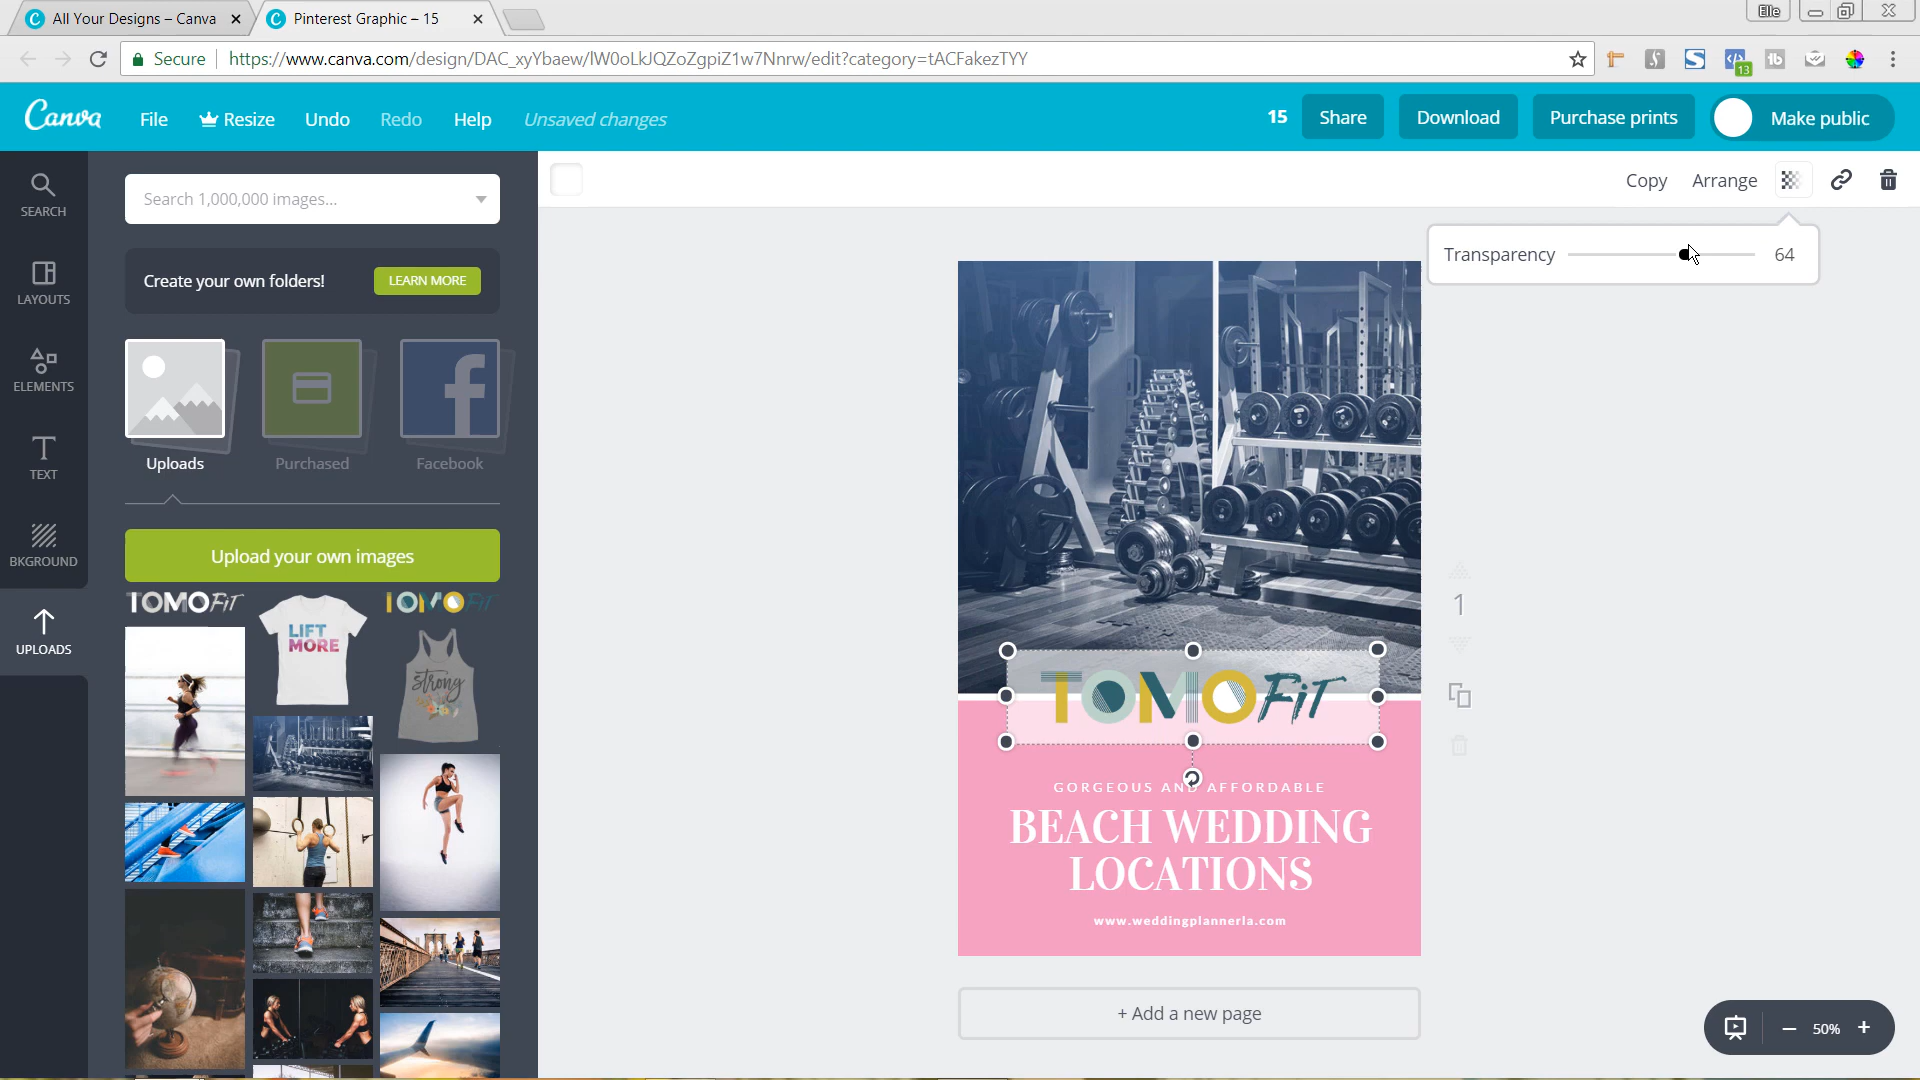 All Your Designs – Canva
Pinterest Graphic – 15
Elle
Secure
https://www.canva.com/design/DAC_xyYbaew/lW0oLkJQZoZgpiZ1w7Nnrw/edit?category=tACFakezTYY
13
Canva
File
Resize
Undo
Redo
Help
Unsaved changes
15
Share
Download
Purchase prints
Make public
SEARCH
LAYOUTS
ELEMENTS
TEXT
BKGROUND
UPLOADS
Search 1,000,000 images...
Create your own folders!
LEARN MORE
Uploads
Purchased
Facebook
Upload your own images
TOMOFIT
LIFT
MORE
TOMOFIT
strong
Copy
Arrange
Transparency
64
TOMOFiT
GORGEOUS AND AFFORDABLE
BEACH WEDDING
LOCATIONS
www.weddingplannerla.com
1
+ Add a new page
50%